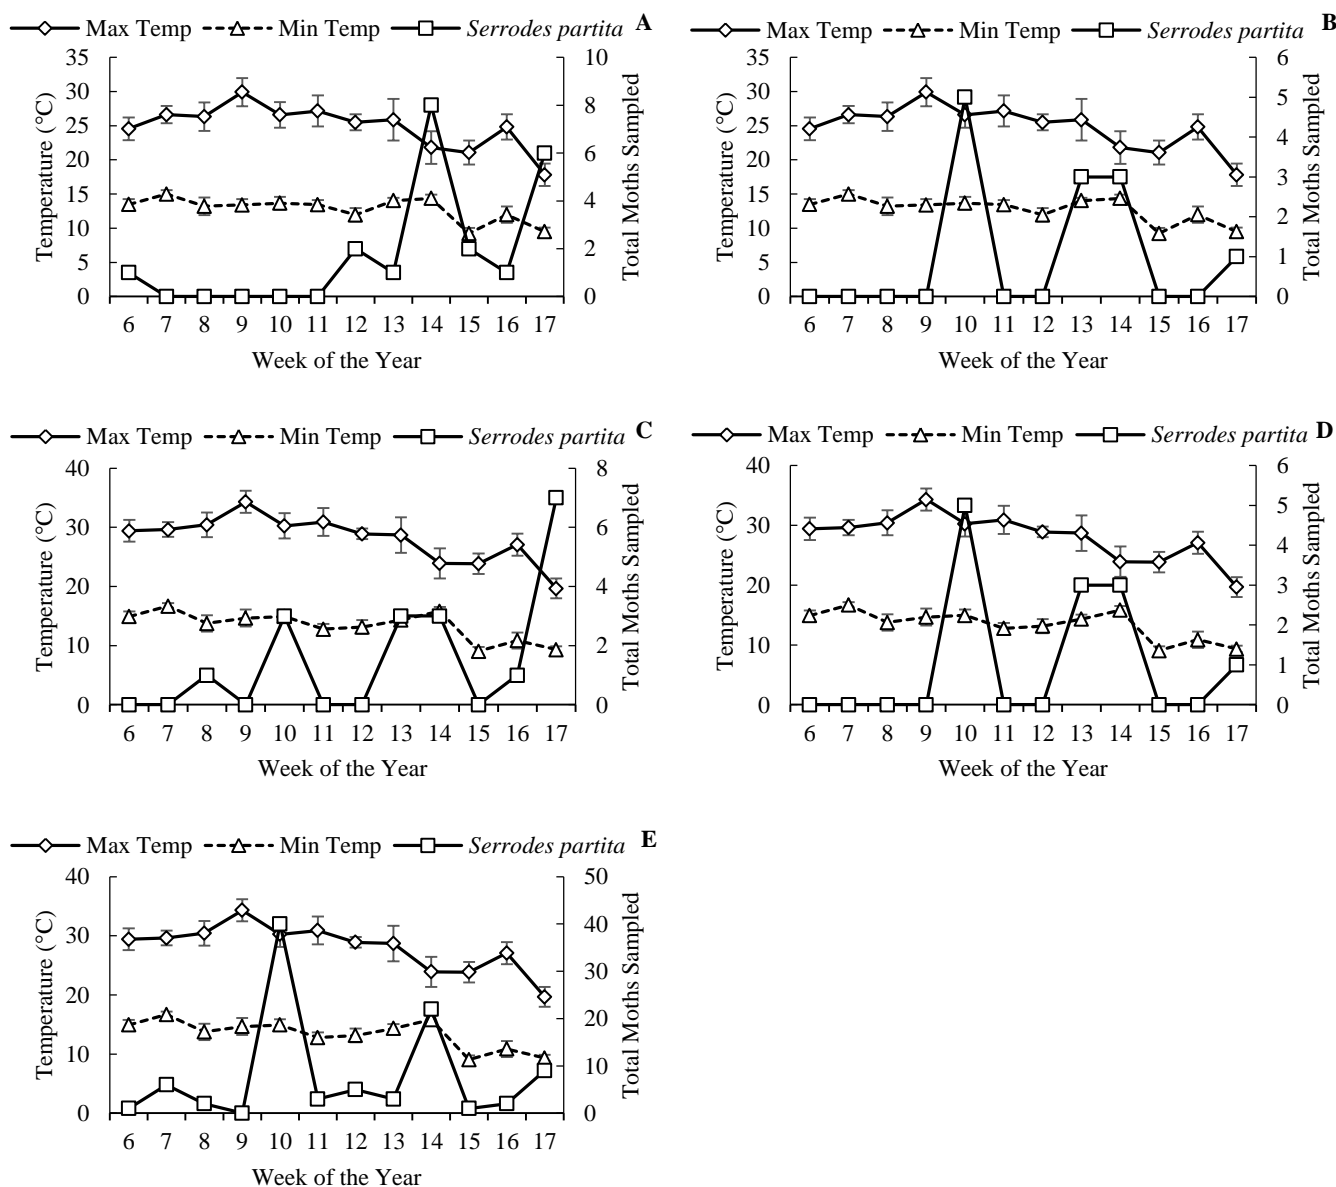 Max Temp Min Temp Serrodes partita A
35 30 25 20 15 10 5 0
Temperature (°C)
10 8 6 4 2 0
Total Moths Sampled
6 7 8 9 10 11 12 13 14 15 16 17
Week of the Year
Max Temp Min Temp Serrodes partita B
35 30 25 20 15 10 5 0
Temperature (°C)
6 5 4 3 2 1 0
Total Moths Sampled
6 7 8 9 10 11 12 13 14 15 16 17
Week of the Year
Max Temp Min Temp Serrodes partita C
40 30 20 10 0
Temperature (°C)
8 6 4 2 0
Total Moths Sampled
6 7 8 9 10 11 12 13 14 15 16 17
Week of the Year
Max Temp Min Temp Serrodes partita D
40 30 20 10 0
Temperature (°C)
6 5 4 3 2 1 0
Total Moths Sampled
6 7 8 9 10 11 12 13 14 15 16 17
Week of the Year
Max Temp Min Temp Serrodes partita E
40 30 20 10 0
Temperature (°C)
50 40 30 20 10 0
Total Moths Sampled
6 7 8 9 10 11 12 13 14 15 16 17
Week of the Year